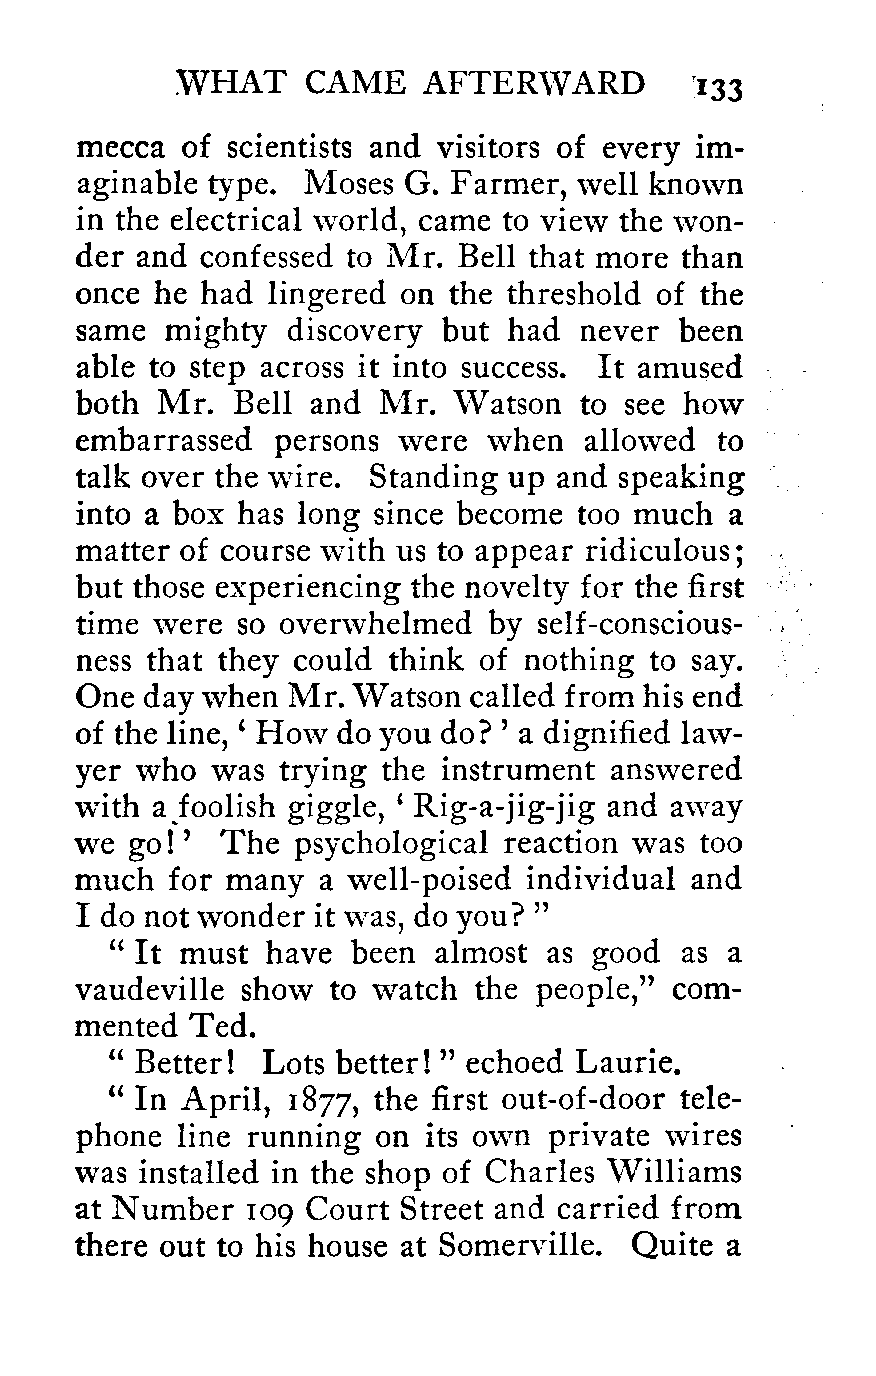 WHAT CAME AFTERWARD 133
mecca of scientists and visitors of every im-
aginable type. Moses G. Farmer, well known
in the electrical world, came to view the won-
der and confessed to Mr. Bell that more than
once he had lingered on the threshold of the
same mighty discovery but had never been
able to step across it into success. It amused
both Mr. Bell and Mr. Watson to see how
embarrassed persons were when allowed to
talk over the wire. Standing up and speaking
into a box has long since become too much a
matter of course with us to appear ridiculous;
but those experiencing the novelty for the first
time were so overwhelmed by self-conscious-
ness that they could think of nothing to say.
One day when Mr. Watson called from his end
of the line, ‘ How do you do? ’ a dignified law-
yer who was trying the instrument answered
with a foolish giggle, ‘ Rig-a-jig-jig and away
we go! ’ The psychological reaction was too
much for many a well-poised individual and
I do not wonder it was, do you? ”
“ It must have been almost as good as a
vaudeville show to watch the people,” com-
mented Ted.
“ Better! Lots better! ” echoed Laurie.
“ In April, 1877, the first out-of-door tele-
phone line running on its own private wires
was installed in the shop of Charles Williams
at Number 109 Court Street and carried from
there out to his house at Somerville. Quite a